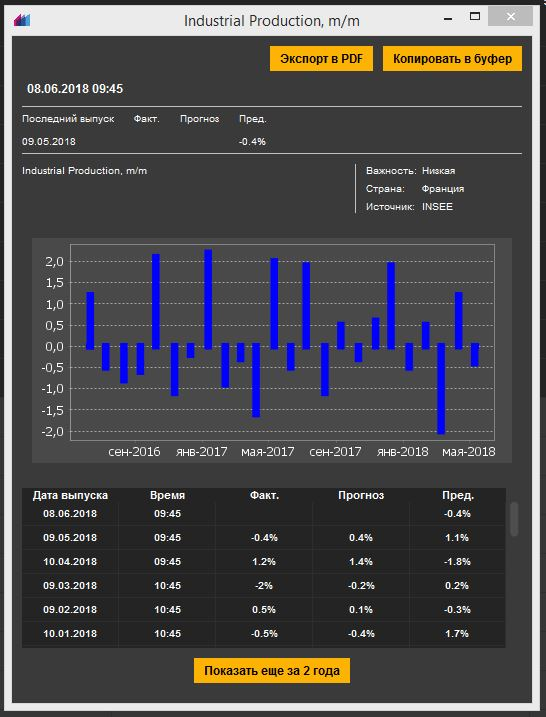 Industrial Production, m/m
Экспорт в PDF Копировать в буфер
08.06.2018 09:45
Последний выпуск Факт. Прогноз Пред.
09.05.2018 -0.4%
Industrial Production, m/m Важность: Низкая
Страна: Франция
Источник: INSEE
2,0
1,5
1,0
0,5
0,0
-0,5
-1,0
-1,5
-2,0
сен-2016 янв-2017 мая-2017 сен-2017 янв-2018 мая-2018
Дата выпуска Время Факт. Прогноз Пред.
08.06.2018 09:45 -0.4%
09.05.2018 09:45 -0.4% 0.4% 1.1%
10.04.2018 09:45 1.2% 1.4% -1.8%
09.03.2018 10:45 -2% -0.2% 0.2%
09.02.2018 10:45 0.5% 0.1% -0.3%
10.01.2018 10:45 -0.5% -0.4% 1.7%
Показать еще за 2 года